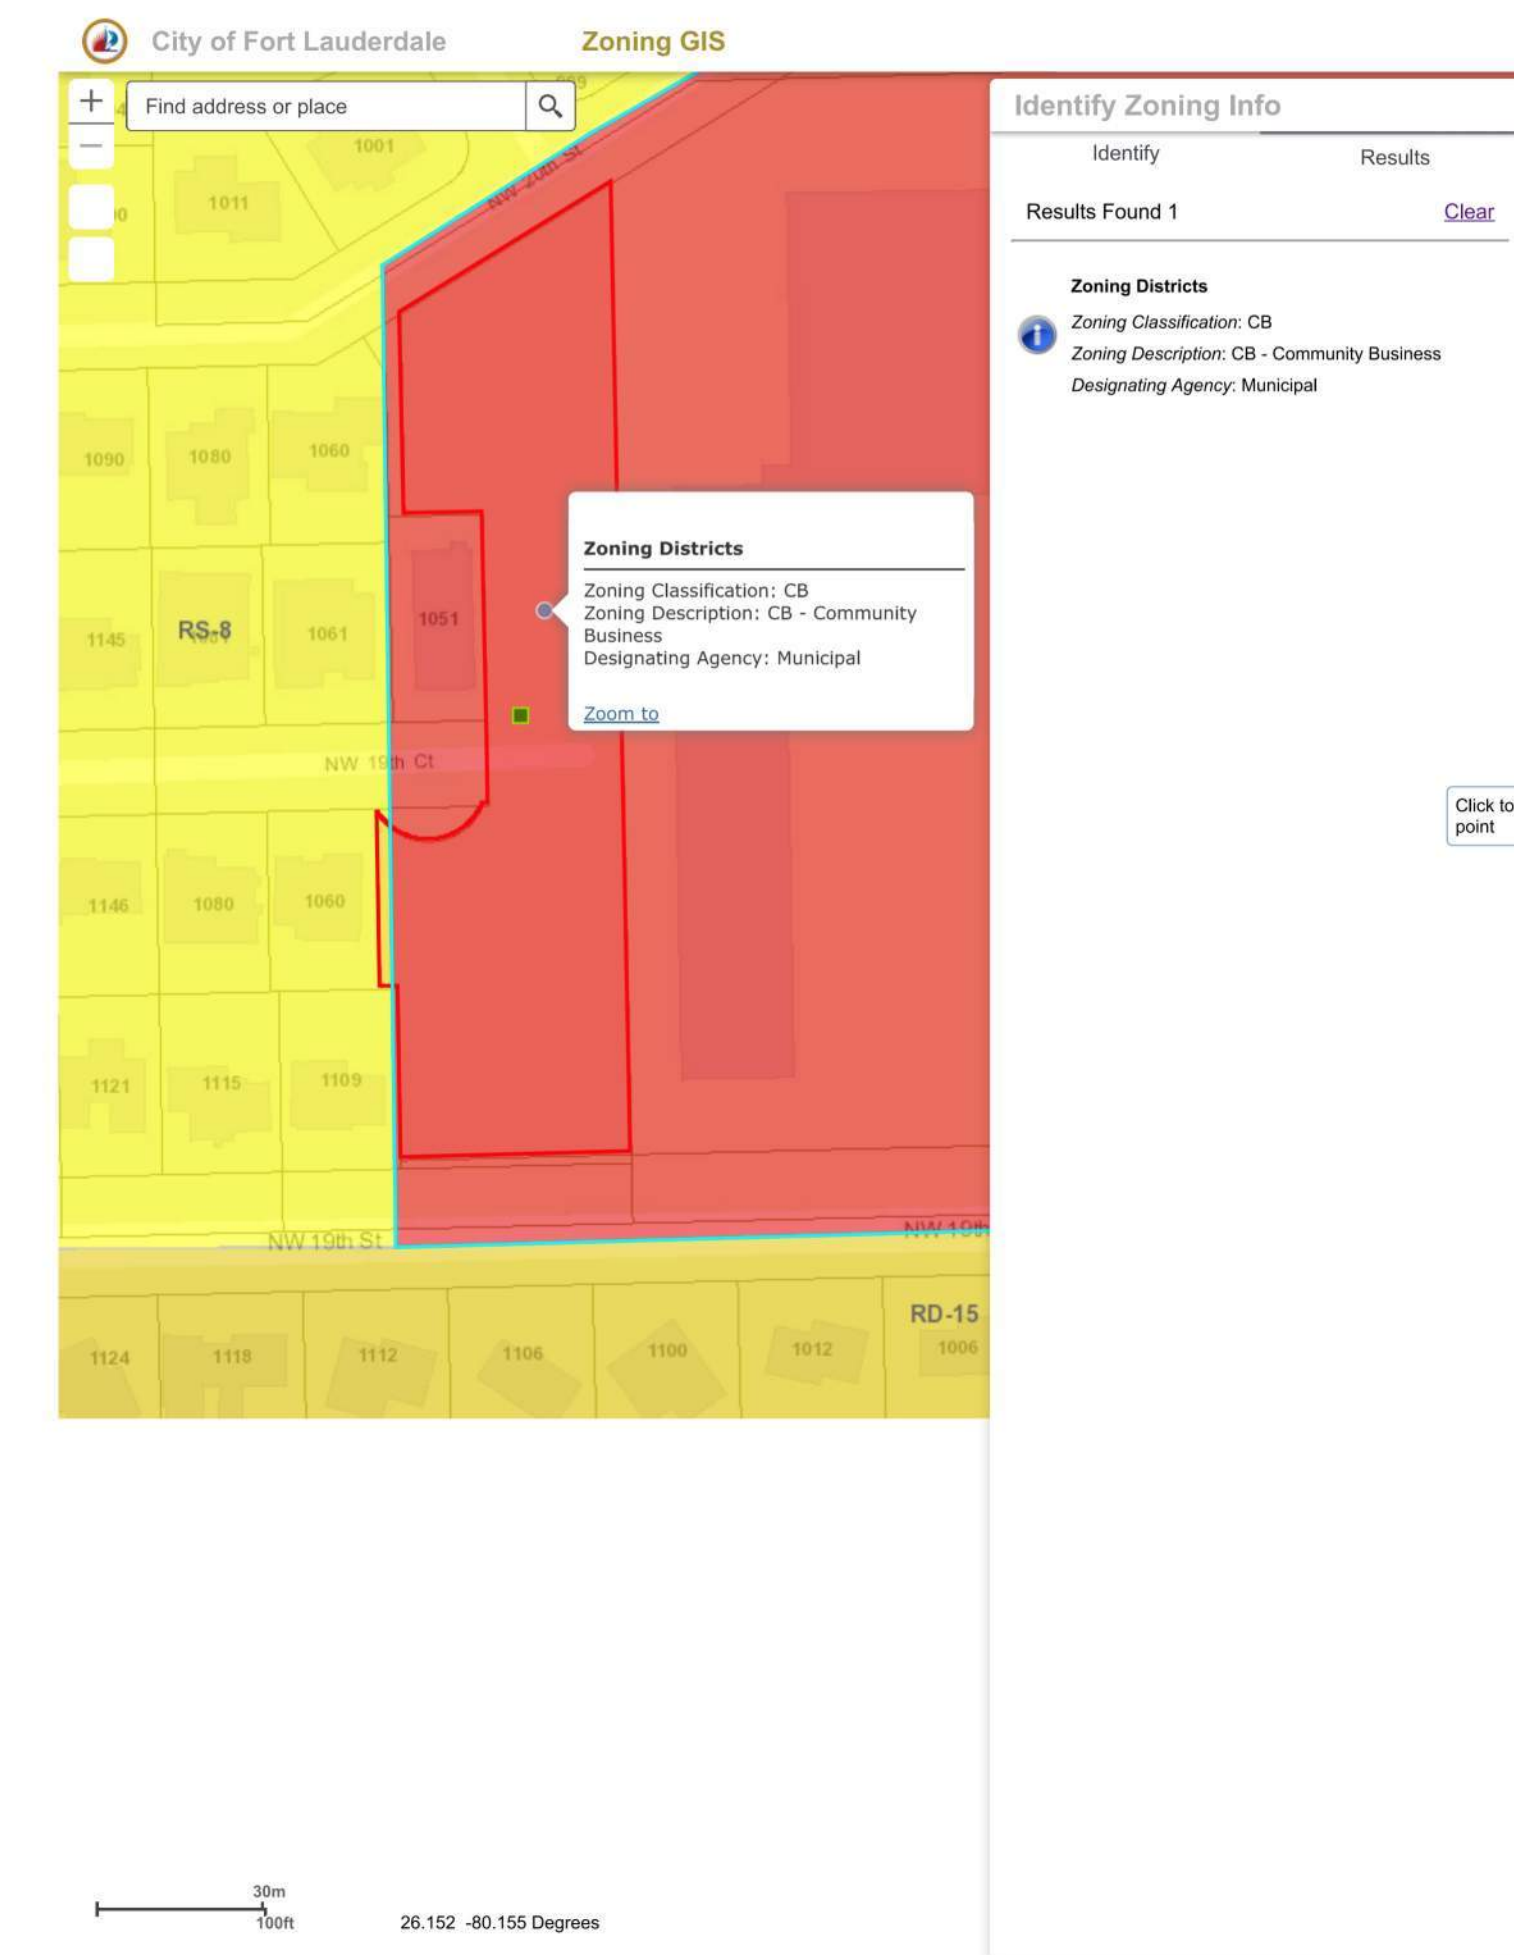 City of Fort Lauderdale
Zoning GIS
Find address or place
1001
1011
NW 20th St
1090
1080
1060
1145
RS-8
1061
1051
NW 19th Ct
1146
1080
1060
1121
1115
1109
NW 19th St
NW 19th
RD-15
1124
1118
1112
1106
1100
1012
1006
Zoning Districts
Zoning Classification: CB
Zoning Description: CB - Community
Business
Designating Agency: Municipal
Zoom to
Identify Zoning Info
Identify
Results
Results Found 1
Clear
Zoning Districts
Zoning Classification: CB
Zoning Description: CB - Community Business
Designating Agency: Municipal
Click to
point
30m
100ft
26.152 -80.155 Degrees